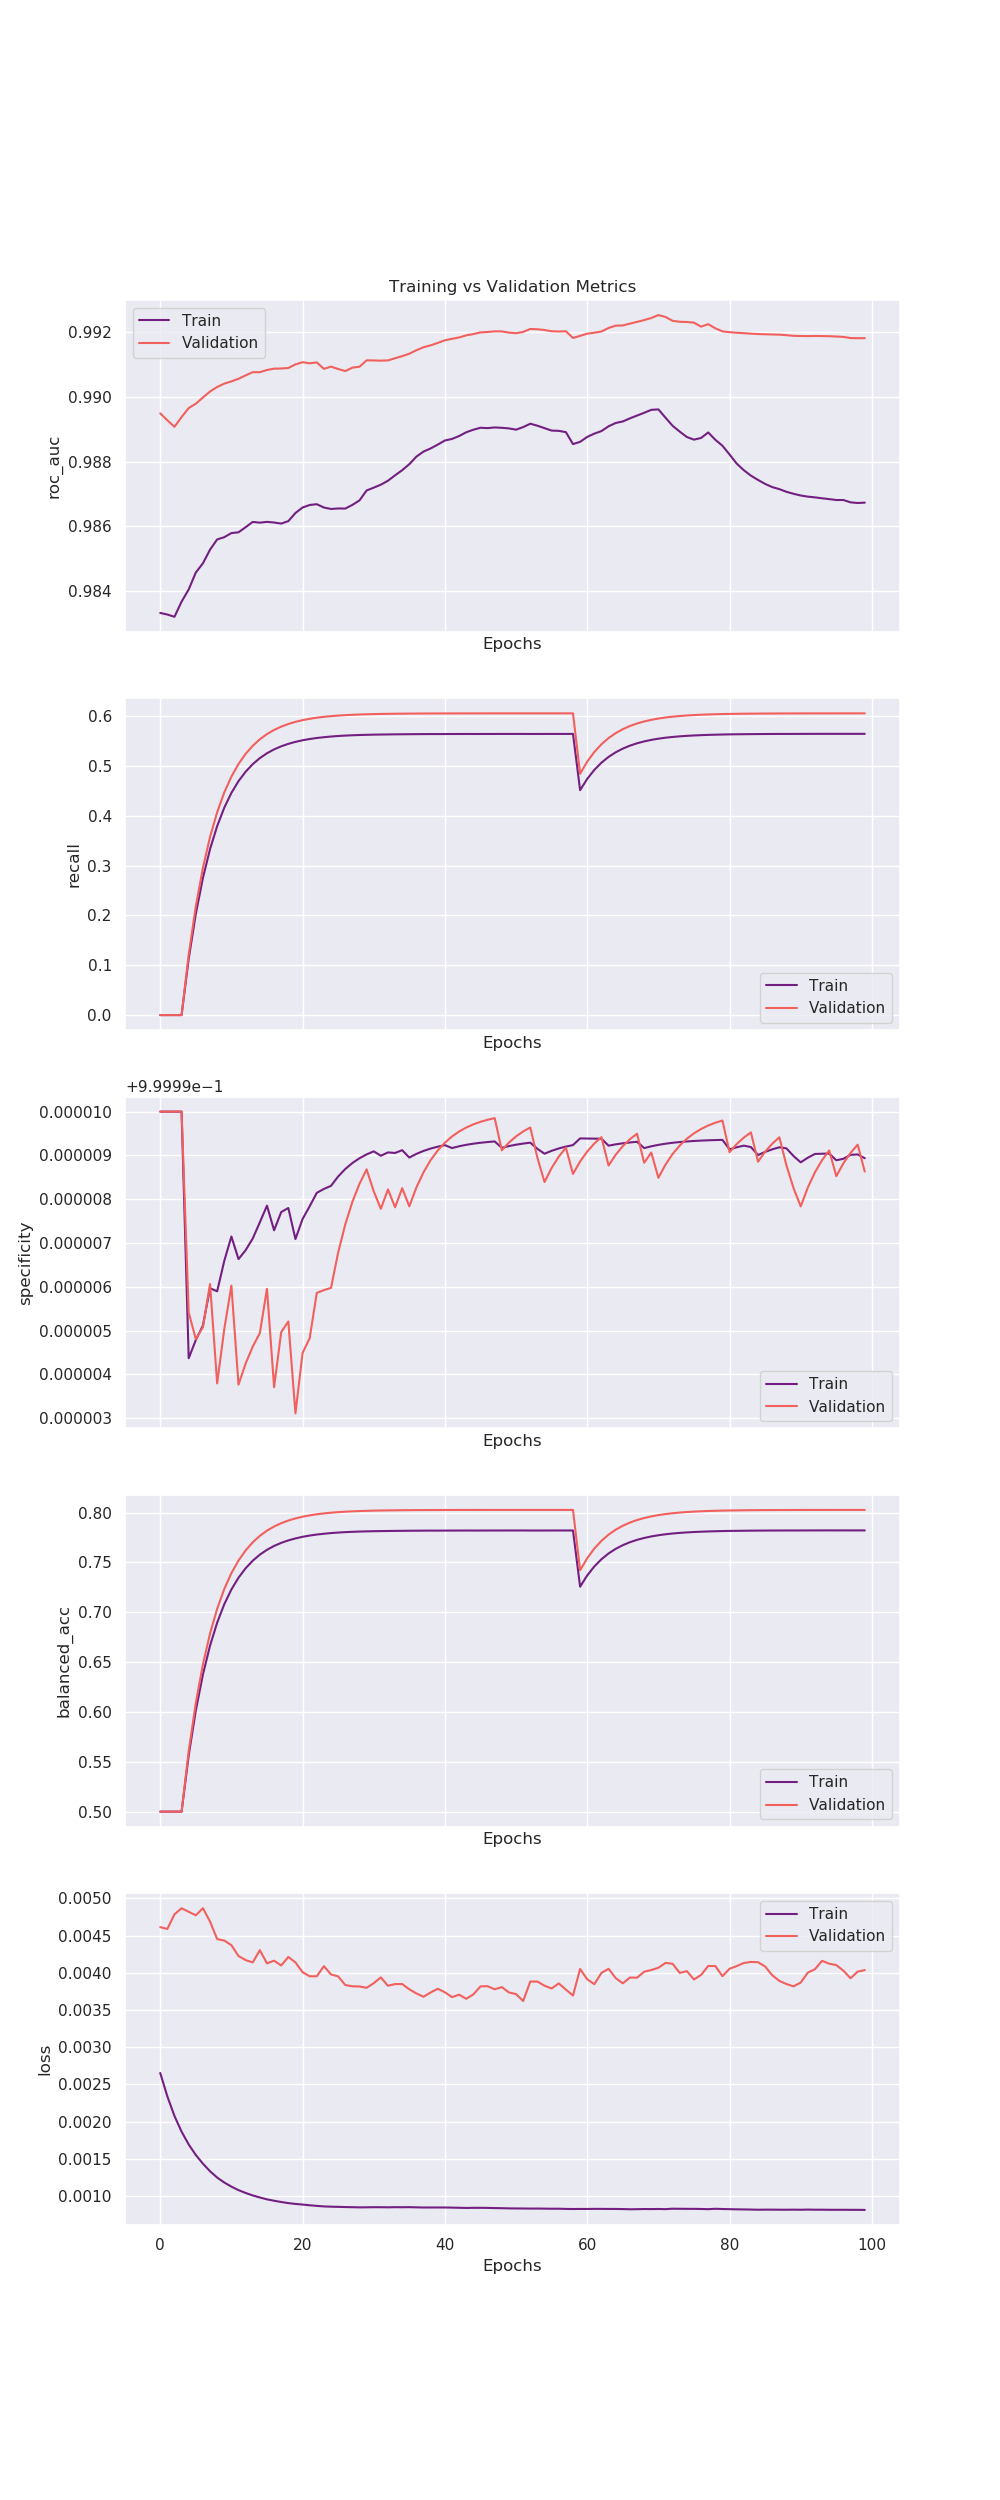 Training vs Validation Metrics
Train
Validation
0.992
0.990
0.988
0.986
0.984
roc_auc
Epochs
0.6
0.5
0.4
0.3
0.2
0.1
0.0
recall
Train
Validation
Epochs
+9.9999e−1
0.000010
0.000009
0.000008
0.000007
0.000006
0.000005
0.000004
0.000003
specificity
Train
Validation
Epochs
0.80
0.75
0.70
0.65
0.60
0.55
0.50
balanced_acc
Train
Validation
Epochs
0.0050
0.0045
0.0040
0.0035
0.0030
0.0025
0.0020
0.0015
0.0010
loss
Train
Validation
0 20 40 60 80 100
Epochs